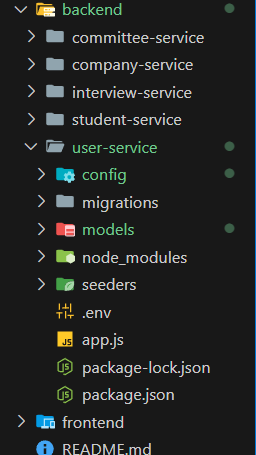 backend
committee-service
company-service
interview-service
student-service
user-service
config
migrations
models
node_modules
seeders
.env
JS app.js
package-lock.json
package.json
frontend
README.md